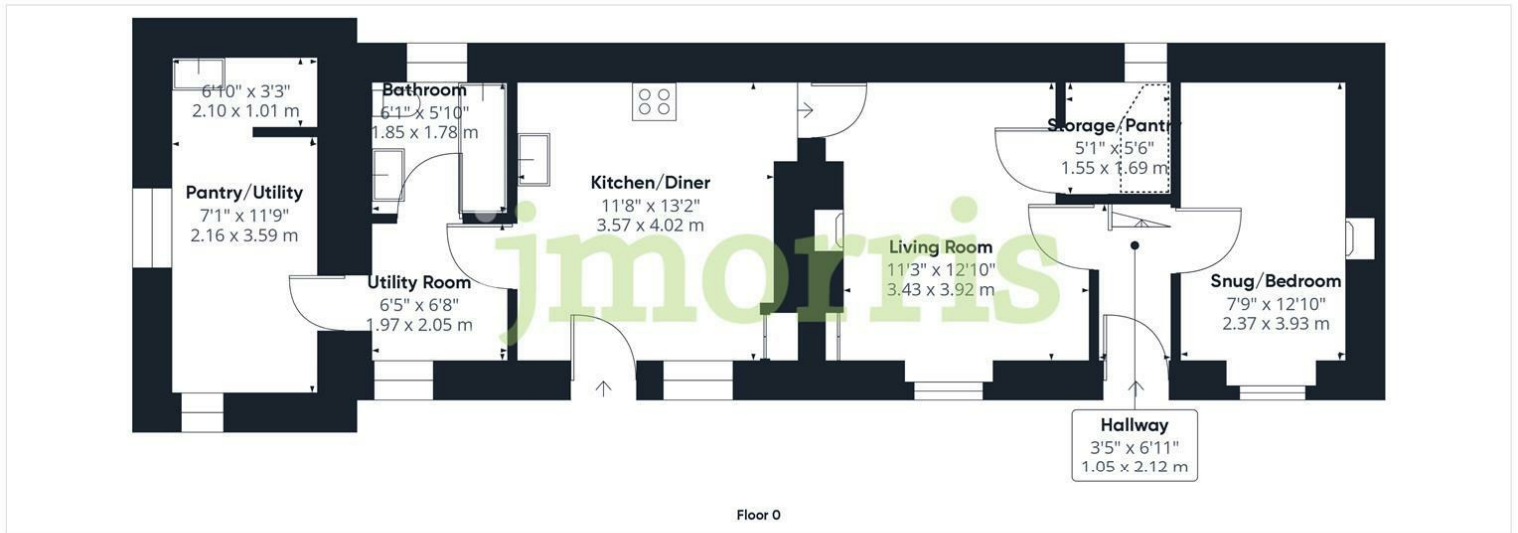 6'10" x 3'3"
2.10 x 1.01 m
Pantry/Utility
7'1" x 11'9"
2.16 x 3.59 m
Bathroom
6'1" x 5'10"
1.85 x 1.78 m
Utility Room
6'5" x 6'8"
1.97 x 2.05 m
Kitchen/Diner
11'8" x 13'2"
3.57 x 4.02 m
Living Room
11'3" x 12'10"
3.43 x 3.92 m
Storage/Pantry
5'1" x 5'6"
1.55 x 1.69 m
Snug/Bedroom
7'9" x 12'10"
2.37 x 3.93 m
Hallway
3'5" x 6'11"
1.05 x 2.12 m
jmorris
Floor 0